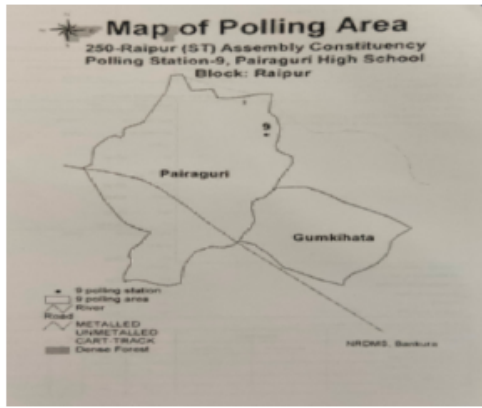 Map of Polling Area
250-Raipur (ST) Assembly Constituency
Polling Station-9, Pairaguri High School
Block: Raipur
9
Pairaguri
Gumkihata
9 polling station
9 polling area
River
Road
METALLED
UNMETALLED
CART-TRACK
Dense Forest
NRDMS, Bankura